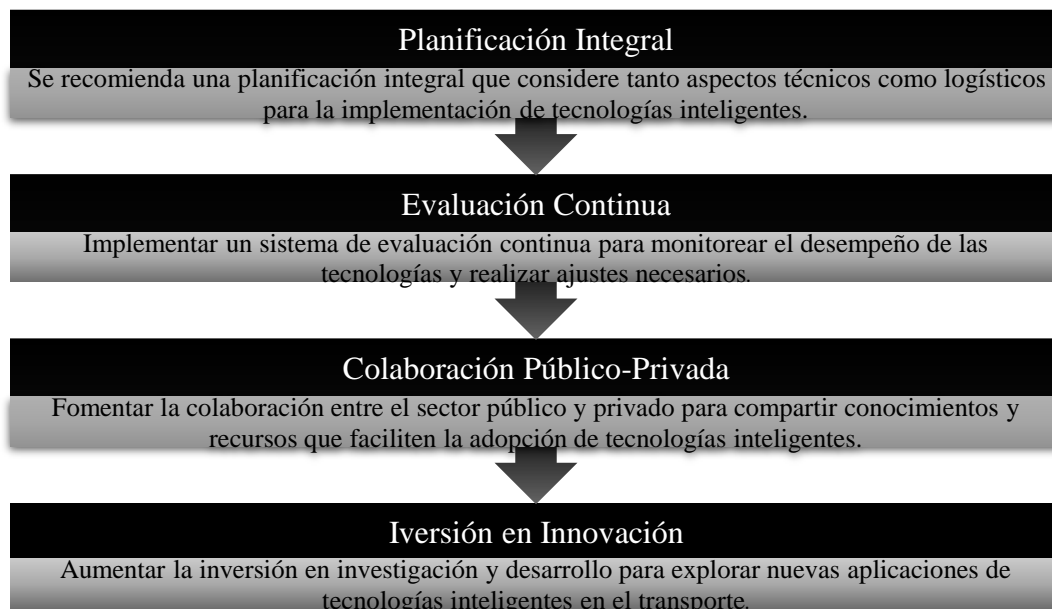 Planificación Integral
Se recomienda una planificación integral que considere tanto aspectos técnicos como logísticos
para la implementación de tecnologías inteligentes.
Evaluación Continua
Implementar un sistema de evaluación continua para monitorear el desempeño de las
tecnologías y realizar ajustes necesarios.
Colaboración Público-Privada
Fomentar la colaboración entre el sector público y privado para compartir conocimientos y
recursos que faciliten la adopción de tecnologías inteligentes.
Iversión en Innovación
Aumentar la inversión en investigación y desarrollo para explorar nuevas aplicaciones de
tecnologías inteligentes en el transporte.